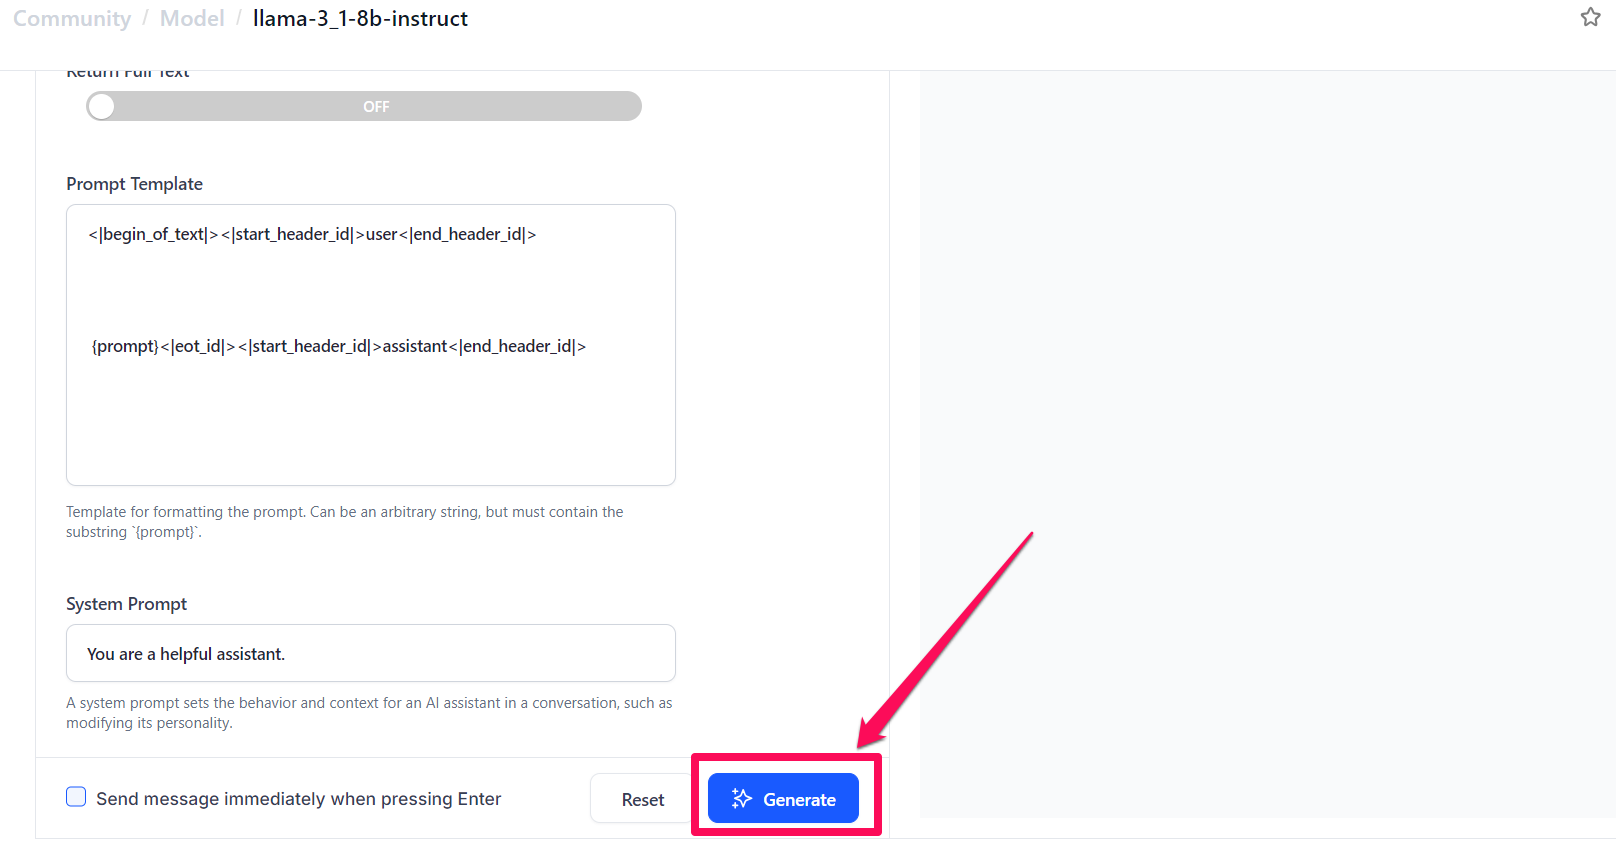 Community / Model / llama-3_1-8b-instruct
Return Full Text
OFF
Prompt Template
<|begin_of_text|><|start_header_id|>user<|end_header_id|>
{prompt}<|eot_id|><|start_header_id|>assistant<|end_header_id|>
Template for formatting the prompt. Can be an arbitrary string, but must contain the
substring `{prompt}`.
System Prompt
You are a helpful assistant.
A system prompt sets the behavior and context for an AI assistant in a conversation, such as
modifying its personality.
Send message immediately when pressing Enter
Reset
Generate